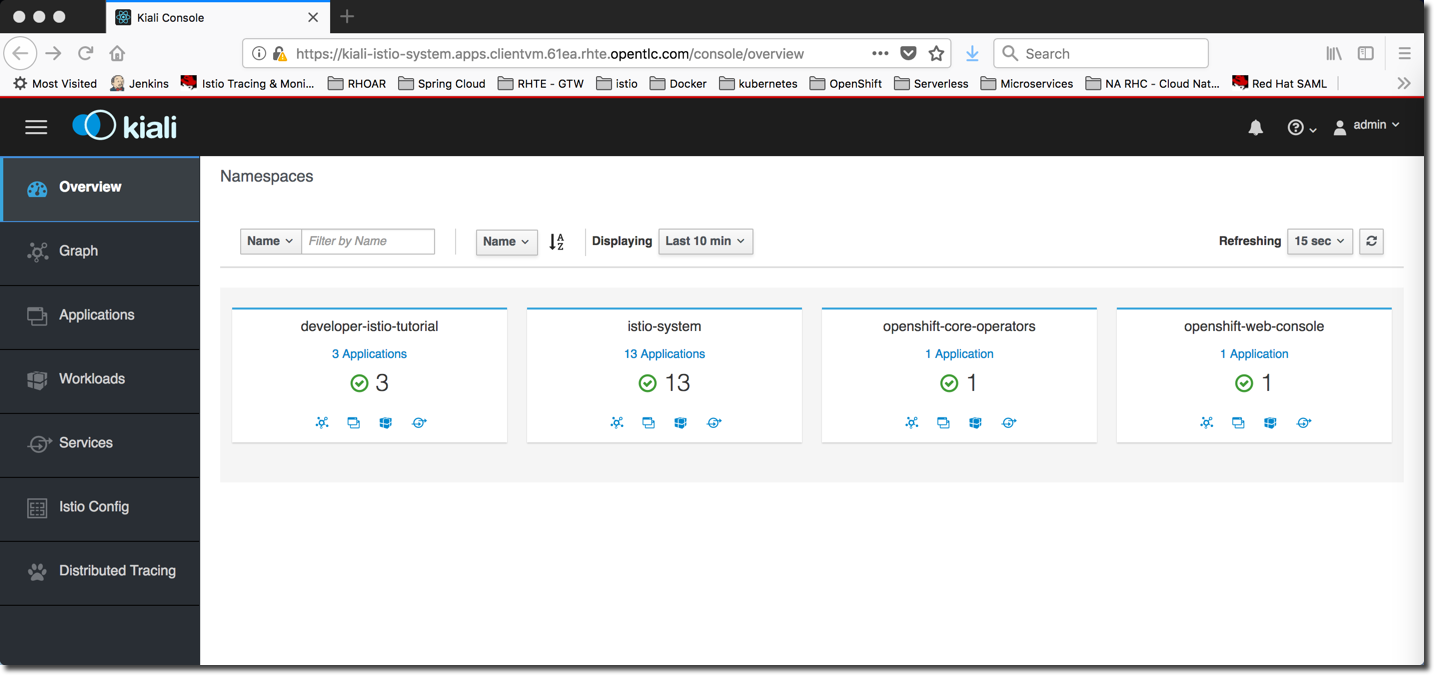 Kiali Console
https://kiali-istio-system.apps.clientvm.61ea.rhte.opentlc.com/console/overview
Search
Most Visited Jenkins Istio Tracing & Moni... RHOAR Spring Cloud RHTE - GTW istio Docker kubernetes OpenShift Serverless Microservices NA RHC - Cloud Nat... Red Hat SAML
kiali
admin
Overview
Graph
Applications
Workloads
Services
Istio Config
Distributed Tracing
Namespaces
Name Filter by Name Name A Z Displaying Last 10 min Refreshing 15 sec
developer-istio-tutorial
3 Applications
3
istio-system
13 Applications
13
openshift-core-operators
1 Application
1
openshift-web-console
1 Application
1